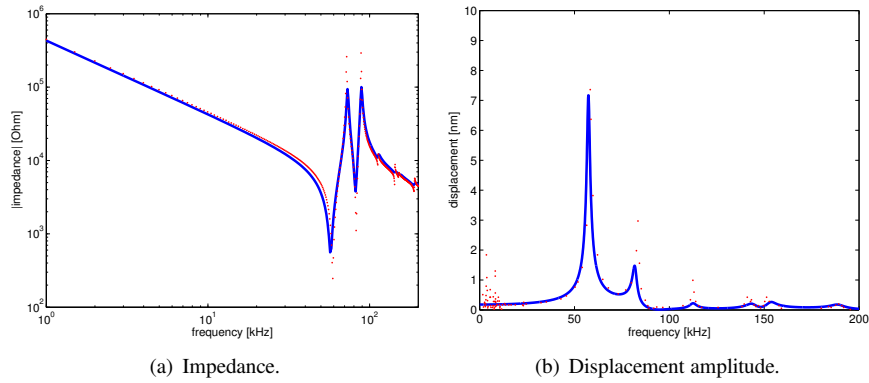 10^6
10^5
10^4
10^3
10^2
|impedance| [Ohm]
10^0 10^1 10^2
frequency [kHz]
(a) Impedance.
10
9
8
7
6
5
4
3
2
1
0
displacement [nm]
0 50 100 150 200
frequency [kHz]
(b) Displacement amplitude.